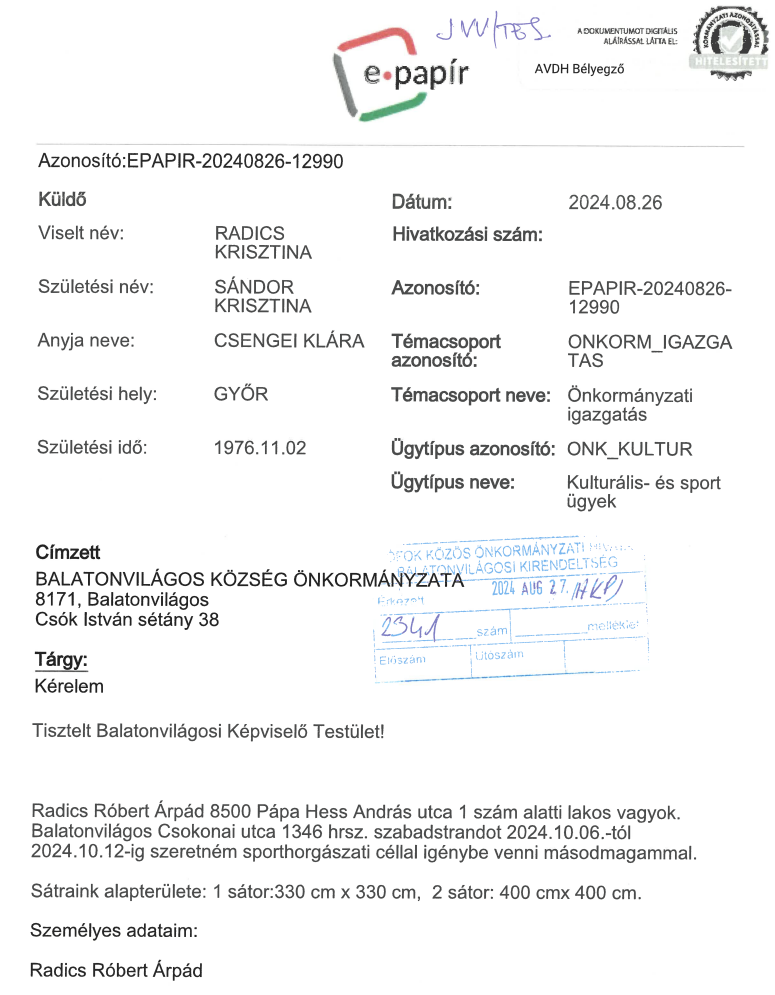 JVV/TBS
A DOKUMENTUMOT DIGITÁLIS
ALÁÍRÁSSAL LÁTTA EL:
AVDH Bélyegző
KORMÁNYZATI AZONOSÍTÁSSAL
HITELESÍTETT
e-papír
Azonosító:EPAPIR-20240826-12990
Küldő
Dátum: 2024.08.26
Viselt név: RADICS
KRISZTINA
Hivatkozási szám:
Születési név: SÁNDOR
KRISZTINA
Azonosító: EPAPIR-20240826-
12990
Anyja neve: CSENGEI KLÁRA
Témacsoport
azonosító:
ONKORM_IGAZGA
TAS
Születési hely: GYŐR
Témacsoport neve: Önkormányzati
igazgatás
Születési idő: 1976.11.02
Ügytípus azonosító: ONK_KULTUR
Ügytípus neve: Kulturális- és sport
ügyek
Címzett
BALATONVILÁGOS KÖZSÉG ÖNKORMÁNYZATA
8171, Balatonvilágos
Csók István sétány 38
KÖZÖS ÖNKORMÁNYZATI
BALATONVILÁGOSI KIRENDELTSÉG
Érkezett 2024 AUG 27.
2341 szám melléklet
Előszám Utószám
Tárgy:
Kérelem
Tisztelt Balatonvilágosi Képviselő Testület!
Radics Róbert Árpád 8500 Pápa Hess András utca 1 szám alatti lakos vagyok.
Balatonvilágos Csokonai utca 1346 hrsz. szabadstrandot 2024.10.06.-tól
2024.10.12-ig szeretném sporthorgászati céllal igénybe venni másodmagammal.
Sátraink alapterülete: 1 sátor:330 cm x 330 cm, 2 sátor: 400 cmx 400 cm.
Személyes adataim:
Radics Róbert Árpád